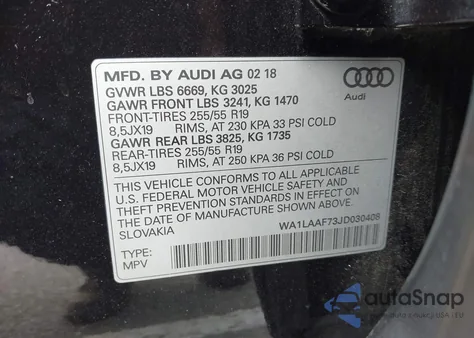 MFD. BY AUDI AG 02 18
GVWR LBS 6669, KG 3025
GAWR FRONT LBS 3241, KG 1470
FRONT-TIRES 255/55 R19
8,5JX19 RIMS, AT 230 KPA 33 PSI COLD
GAWR REAR LBS 3825, KG 1735
REAR-TIRES 255/55 R19
8,5JX19 RIMS, AT 250 KPA 36 PSI COLD
THIS VEHICLE CONFORMS TO ALL APPLICABLE
U.S. FEDERAL MOTOR VEHICLE SAFETY AND
THEFT PREVENTION STANDARDS IN EFFECT ON
THE DATE OF MANUFACTURE SHOWN ABOVE
SLOVAKIA
WA1LAAF73JD030408
TYPE:
MPV
Audi
autoSnap